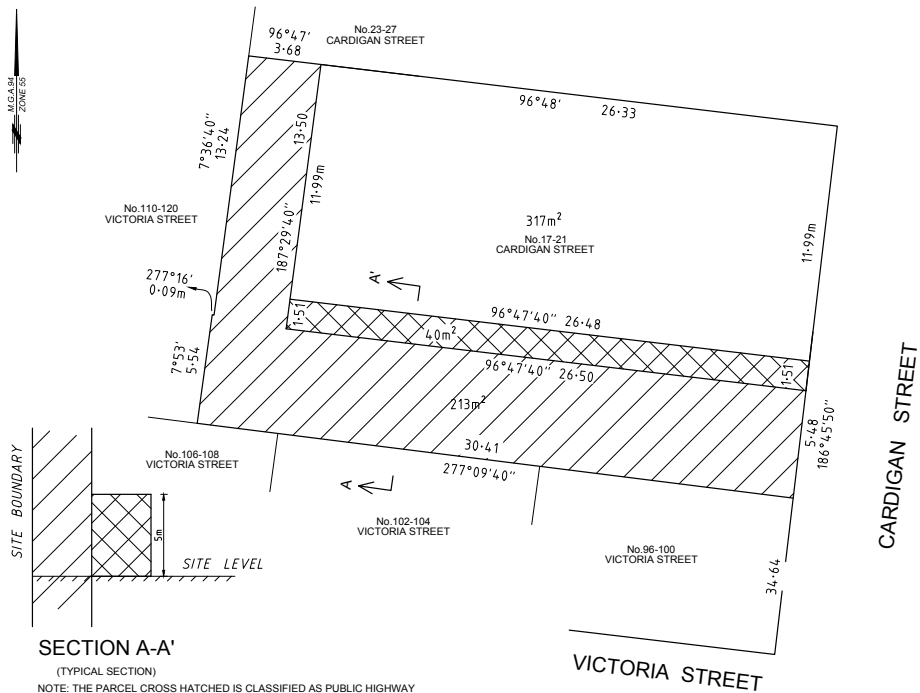 M.G.A.94
ZONE 55
No.23-27
CARDIGAN STREET
96°47'
3·68
96°48' 26·33
7°36'40"
13·24
13·50
11·99m
187°29'40"
No.110-120
VICTORIA STREET
317m²
No.17-21
CARDIGAN STREET
11·99m
277°16'
0·09m
A'
96°47'40" 26·48
1·51
40m²
96°47'40" 26·50
1·51
7°53'
5·54
213m²
5·48
186°45'50"
CARDIGAN STREET
30·41
277°09'40"
No.106-108
VICTORIA STREET
A
No.102-104
VICTORIA STREET
No.96-100
VICTORIA STREET
34·64
SITE BOUNDARY
5m
SITE LEVEL
SECTION A-A'
(TYPICAL SECTION)
NOTE: THE PARCEL CROSS HATCHED IS CLASSIFIED AS PUBLIC HIGHWAY
VICTORIA STREET